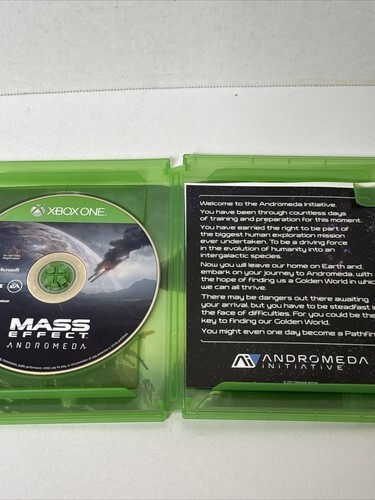 XBOX ONE
Microsoft
EA
MASS
EFFECT
ANDROMEDA
Welcome to the Andromeda Initiative.
You have been through countless days
of training and preparation for this moment.
You have earned the right to be part of
the biggest human exploration mission
ever undertaken. To be a driving force
in the evolution of humanity into an
intergalactic species.
Now you will leave our home on Earth and
embark on your journey to Andromeda, with
the hope of finding us a Golden World in which
we can all thrive.
There may be dangers out there awaiting
your arrival, but you have to be steadfast in
the face of difficulties. For you could be the
key to finding our Golden World.
You might even one day become a Pathfin
ANDROMEDA
INITIATIVE